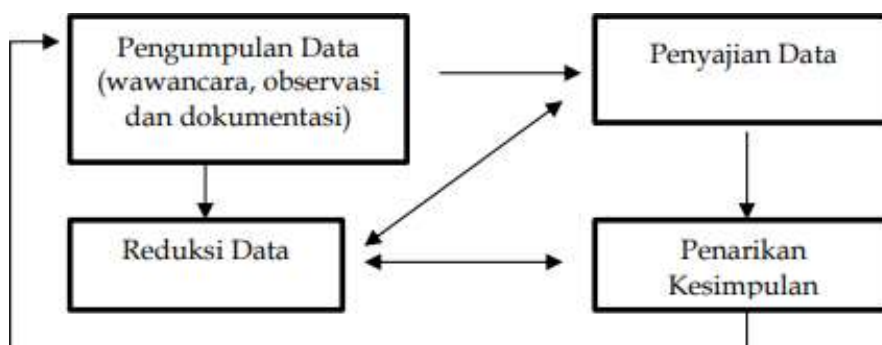 Pengumpulan Data
(wawancara, observasi
dan dokumentasi)
Penyajian Data
Reduksi Data
Penarikan
Kesimpulan